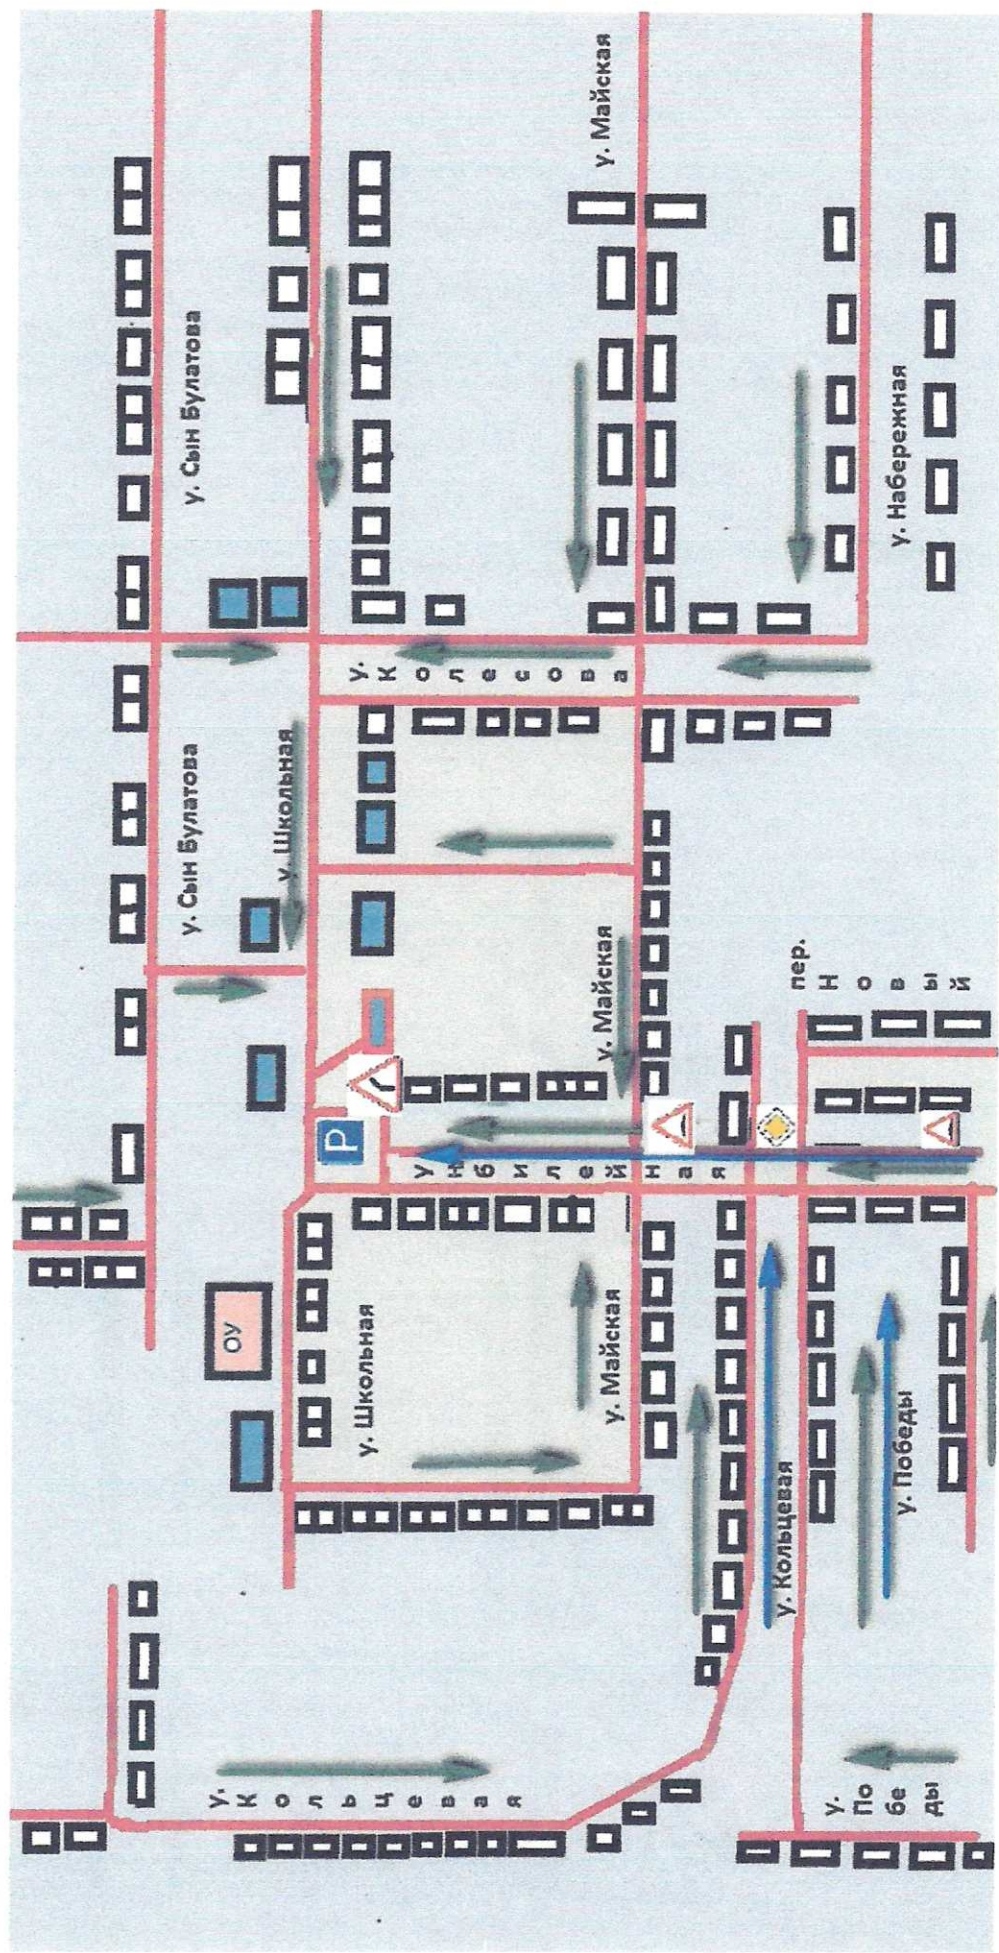 у. Сын Булатова
у. Сын Булатова
ОУ
у. Школьная
Р
у. Кольцевая
у. Школьная
у. Колесова
у. Юбилейная
у. Майская
у. Майская
у. Майская
у. Кольцевая
пер. Новый
у. Победы
у. Победы
у. Набережная